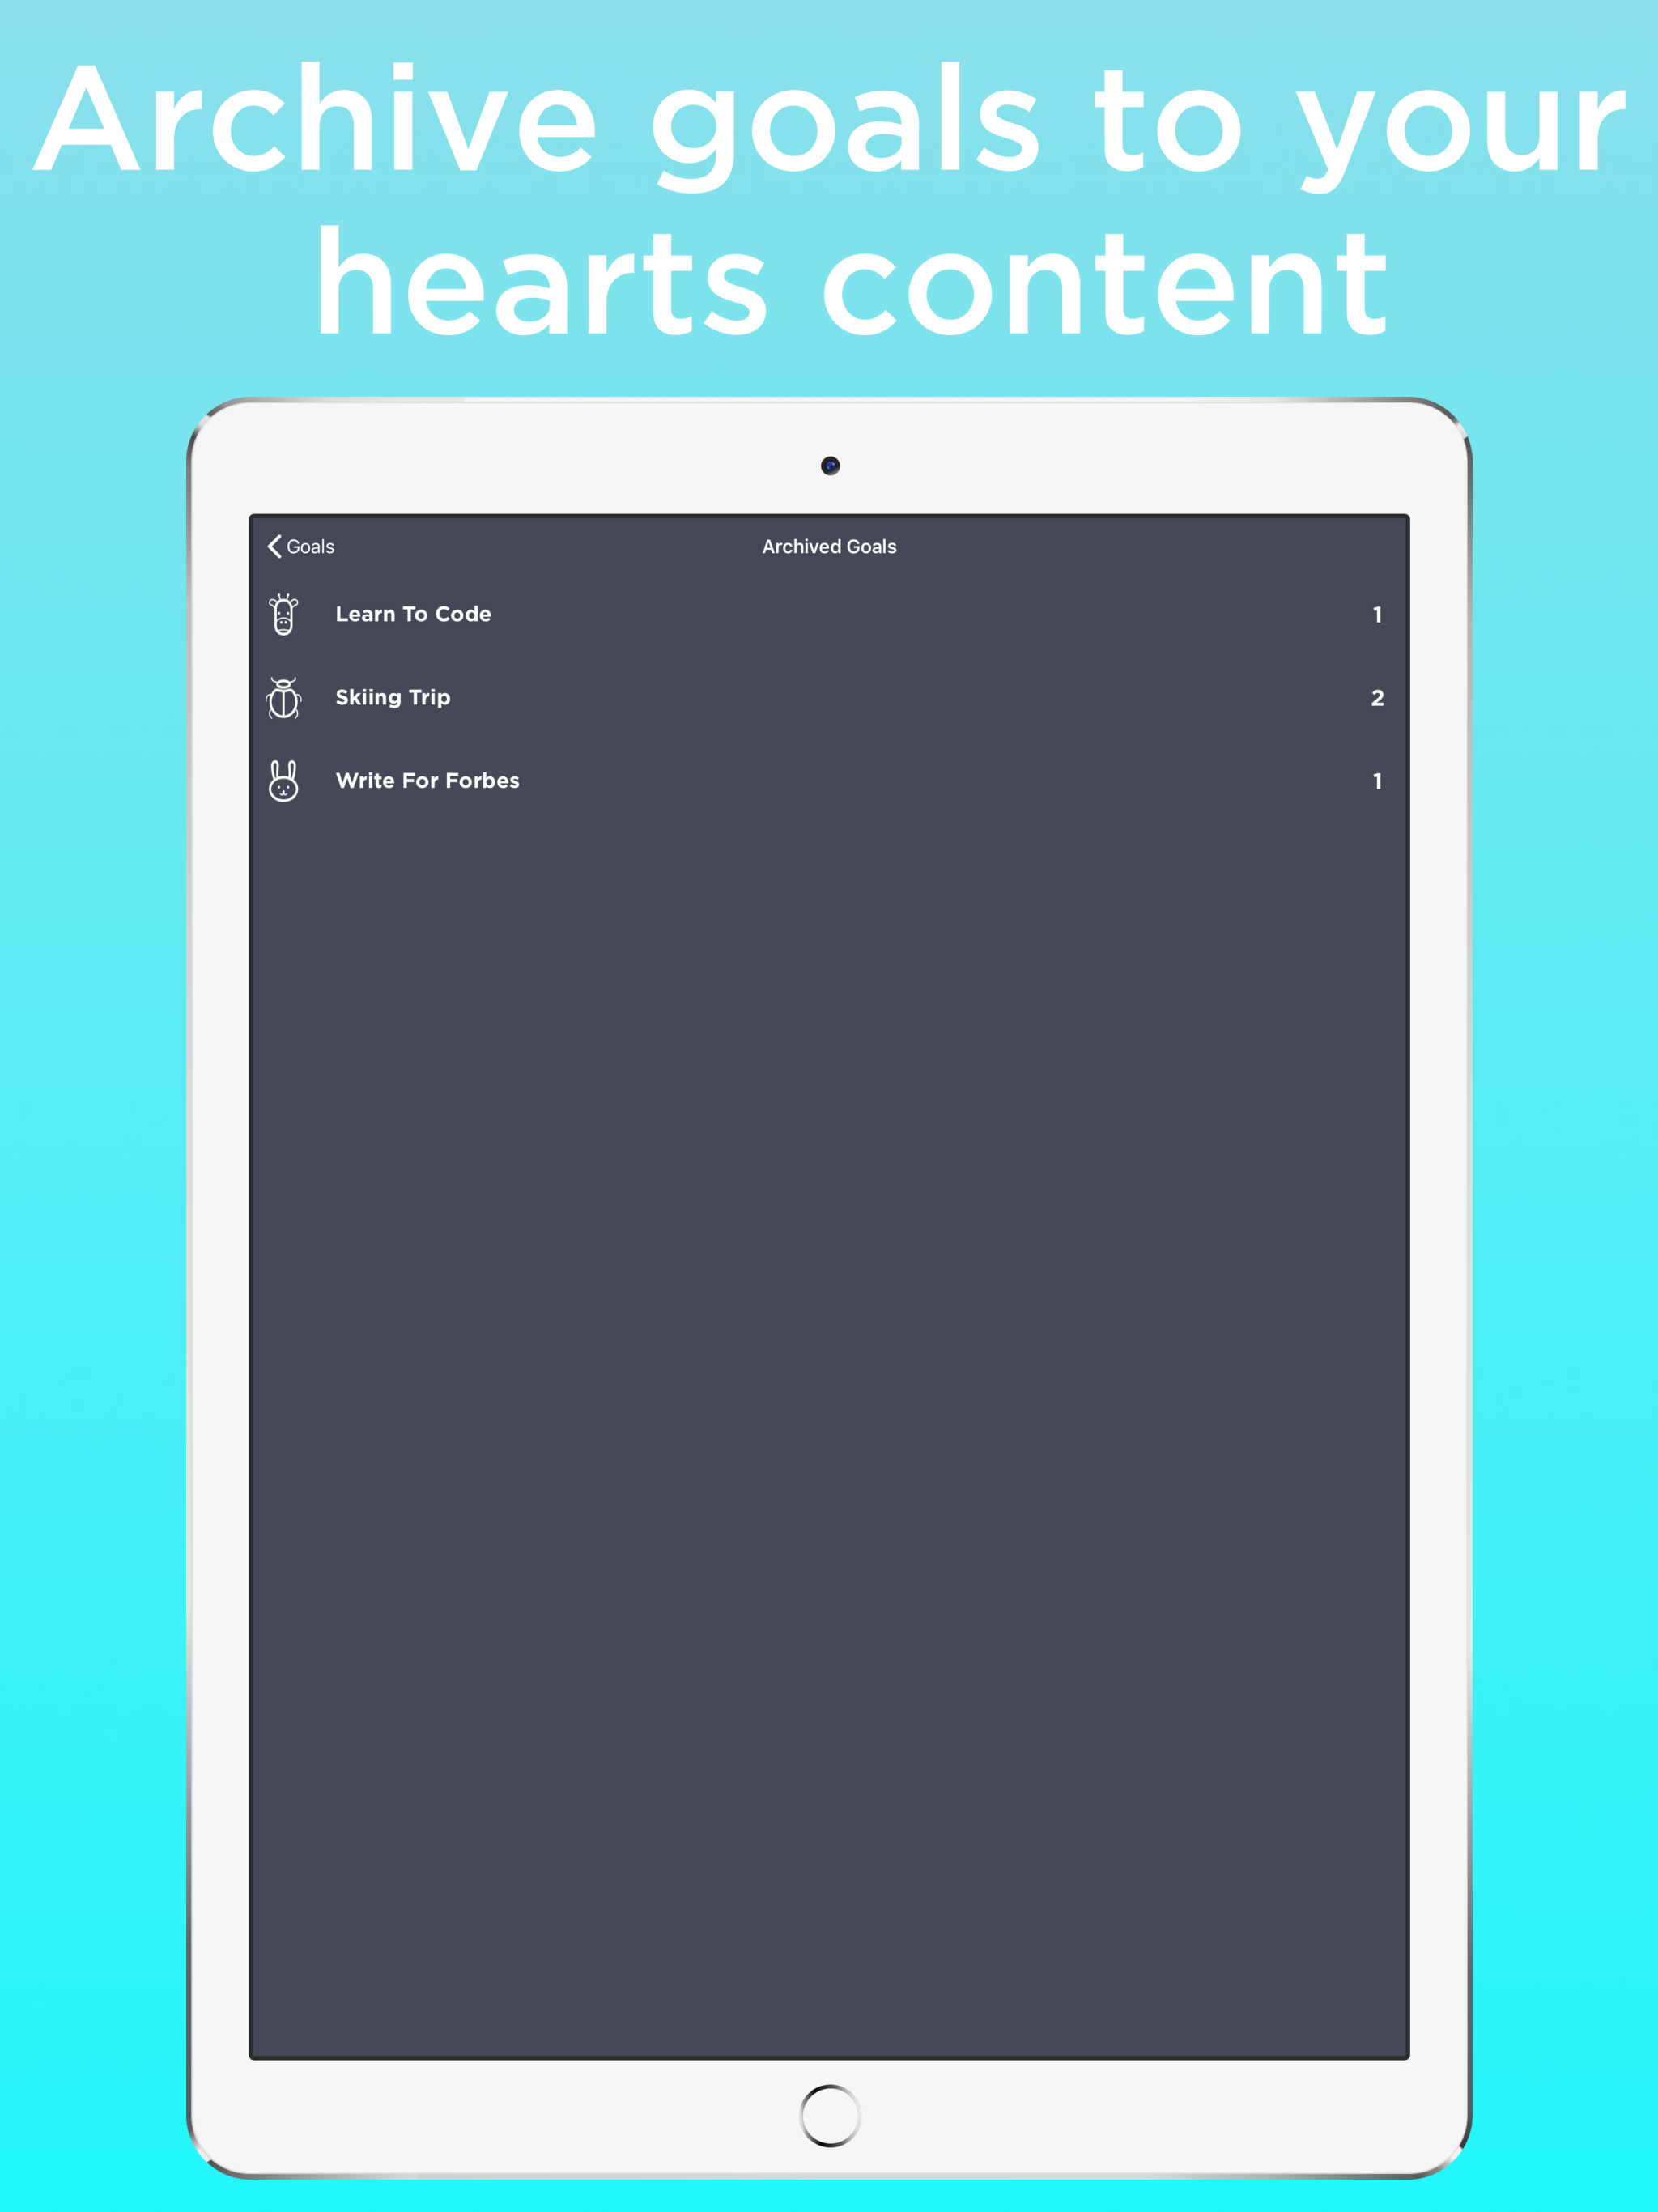 Archive goals to your
hearts content
Goals
Archived Goals
Learn To Code
1
Skiing Trip
2
Write For Forbes
1